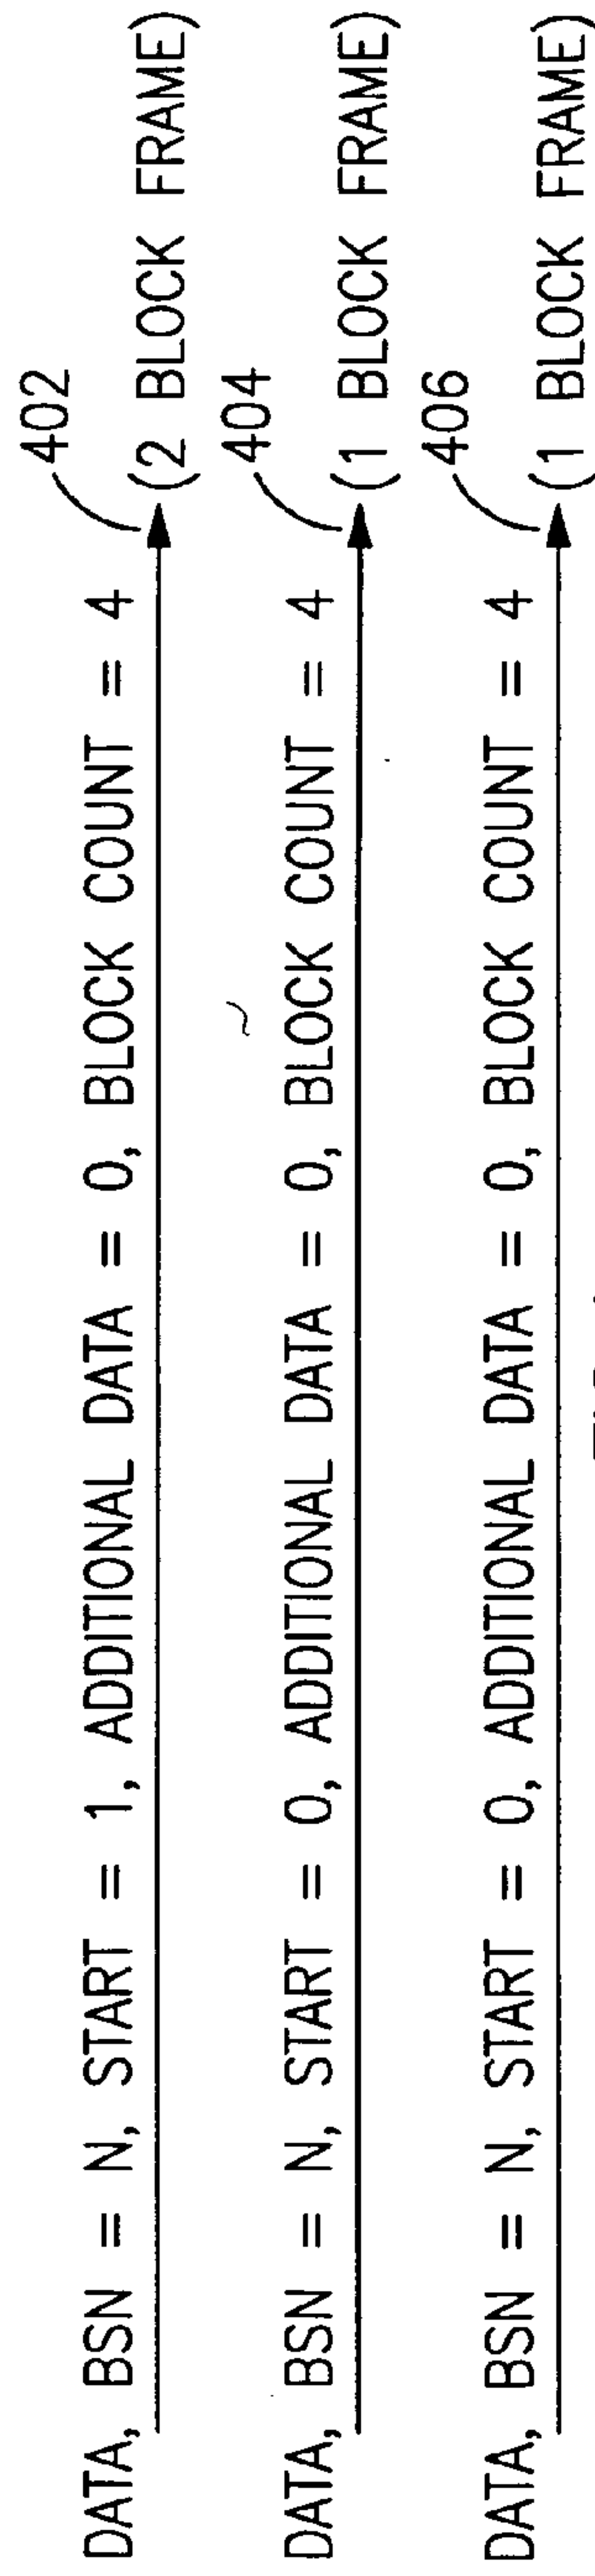 402
DATA, BSN = N, START = 1, ADDITIONAL DATA = 0, BLOCK COUNT = 4
(2 BLOCK FRAME)
404
DATA, BSN = N, START = 0, ADDITIONAL DATA = 0, BLOCK COUNT = 4
(1 BLOCK FRAME)
406
DATA, BSN = N, START = 0, ADDITIONAL DATA = 0, BLOCK COUNT = 4
(1 BLOCK FRAME)